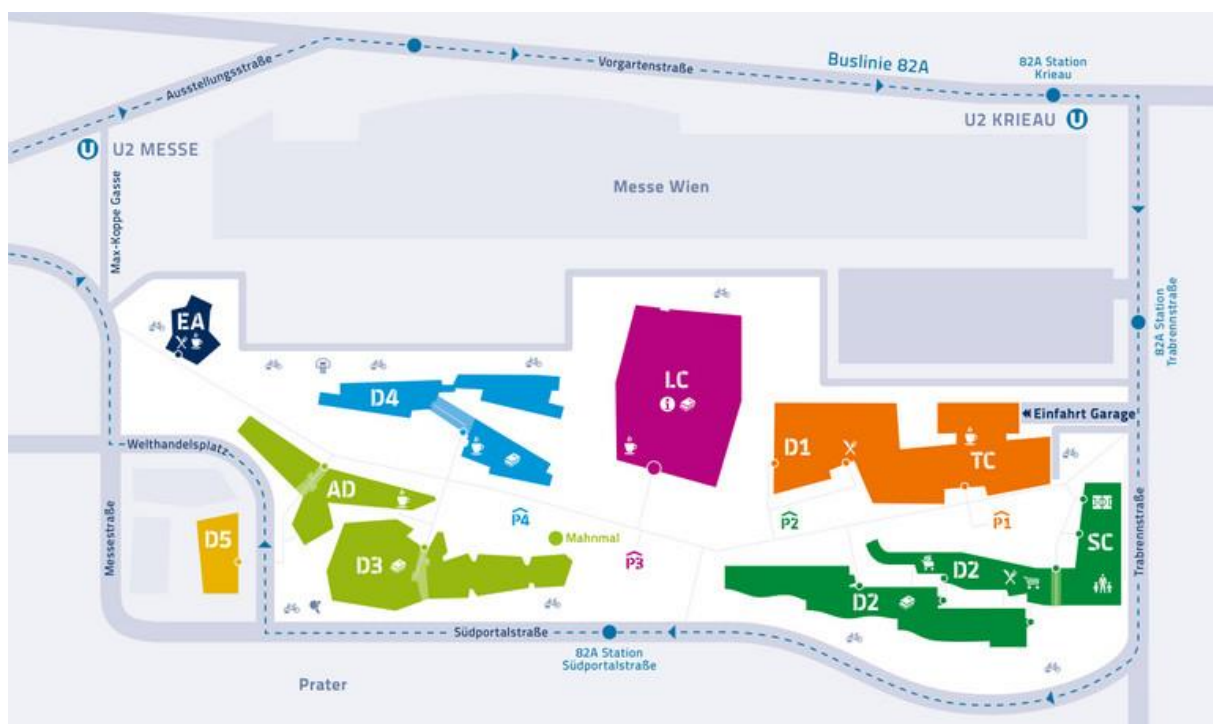 Ausstellungsstraße
Vorgartenstraße
Buslinie 82A
82A Station
Krieau
U2 KRIEAU U
U U2 MESSE
Max-Koppe Gasse
Messe Wien
82A Station
Trabrennstraße
EA
D4
LC
i
D1
TC
Einfahrt Garage
Welthandelsplatz
AD
P4
P2
P1
SC
Trabrennstraße
Messestraße
D5
D3
Mahnmal
P3
D2
D2
Südportalstraße
82A Station
Südportalstraße
Prater